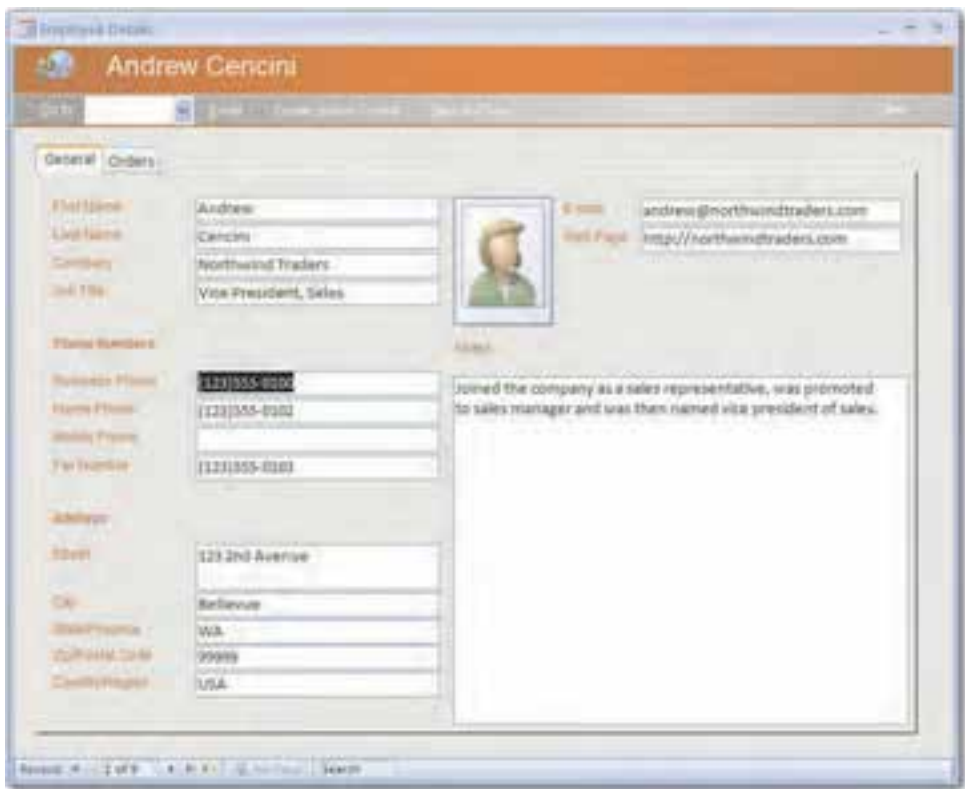 Employee Details
Andrew Cencini
Go to
General Orders
First Name Andrew
Last Name Cencini
Company Northwind Traders
Job Title Vice President, Sales
E-mail andrew@northwindtraders.com
Web Page http://northwindtraders.com
Phone Numbers
Business Phone (123)555-0100
Home Phone (123)555-0102
Mobile Phone
Fax Number (123)555-0103
Notes
Joined the company as a sales representative, was promoted
to sales manager and was then named vice president of sales.
Address
Street 123 2nd Avenue
City Bellevue
State/Province WA
Zip/Postal Code 99999
Country/Region USA
Record: of 9 No Filter Search